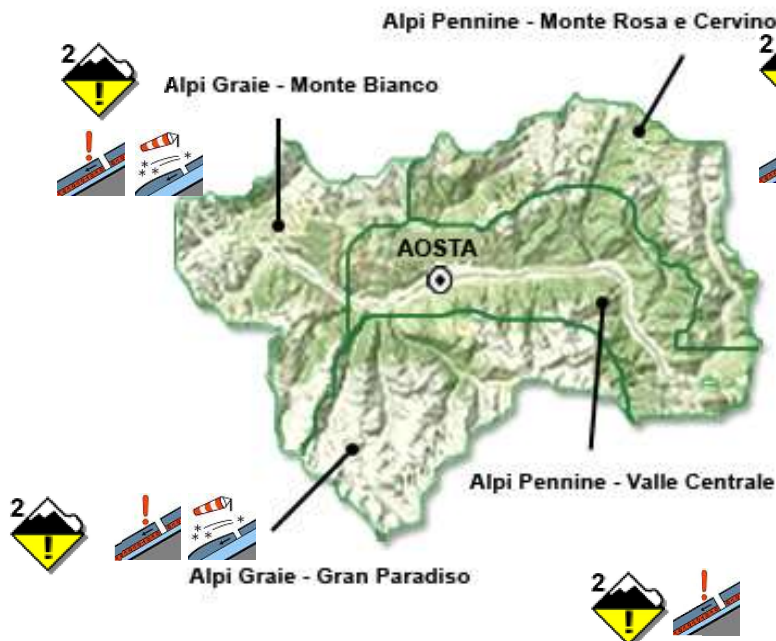 Alpi Pennine - Monte Rosa e Cervino
2
2
Alpi Graie - Monte Bianco
!
AOSTA
Alpi Pennine - Valle Centrale
2
!
Alpi Graie - Gran Paradiso
2
!